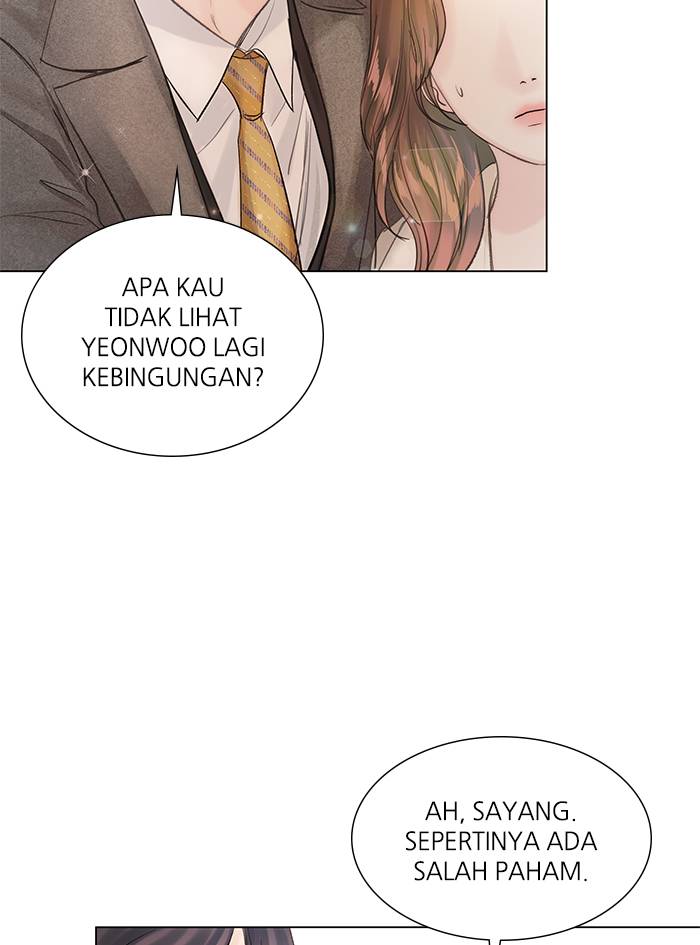 APA KAU
TIDAK LIHAT
YEONWOO LAGI
KEBINGUNGAN?
AH, SAYANG.
SEPERTINYA ADA
SALAH PAHAM.